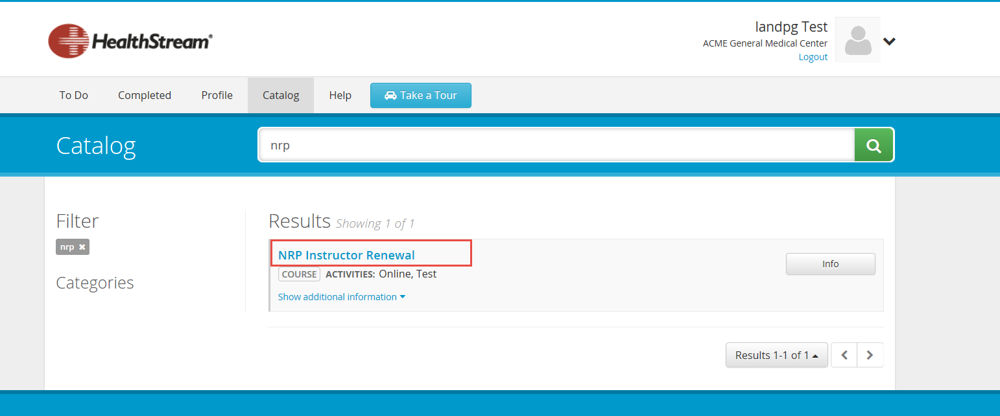 HealthStream®
landpg Test
ACME General Medical Center
Logout
To Do Completed Profile Catalog Help Take a Tour
Catalog nrp
Filter
nrp ✖
Categories
Results Showing 1 of 1
NRP Instructor Renewal
Info
COURSE ACTIVITIES: Online, Test
Show additional information
Results 1-1 of 1